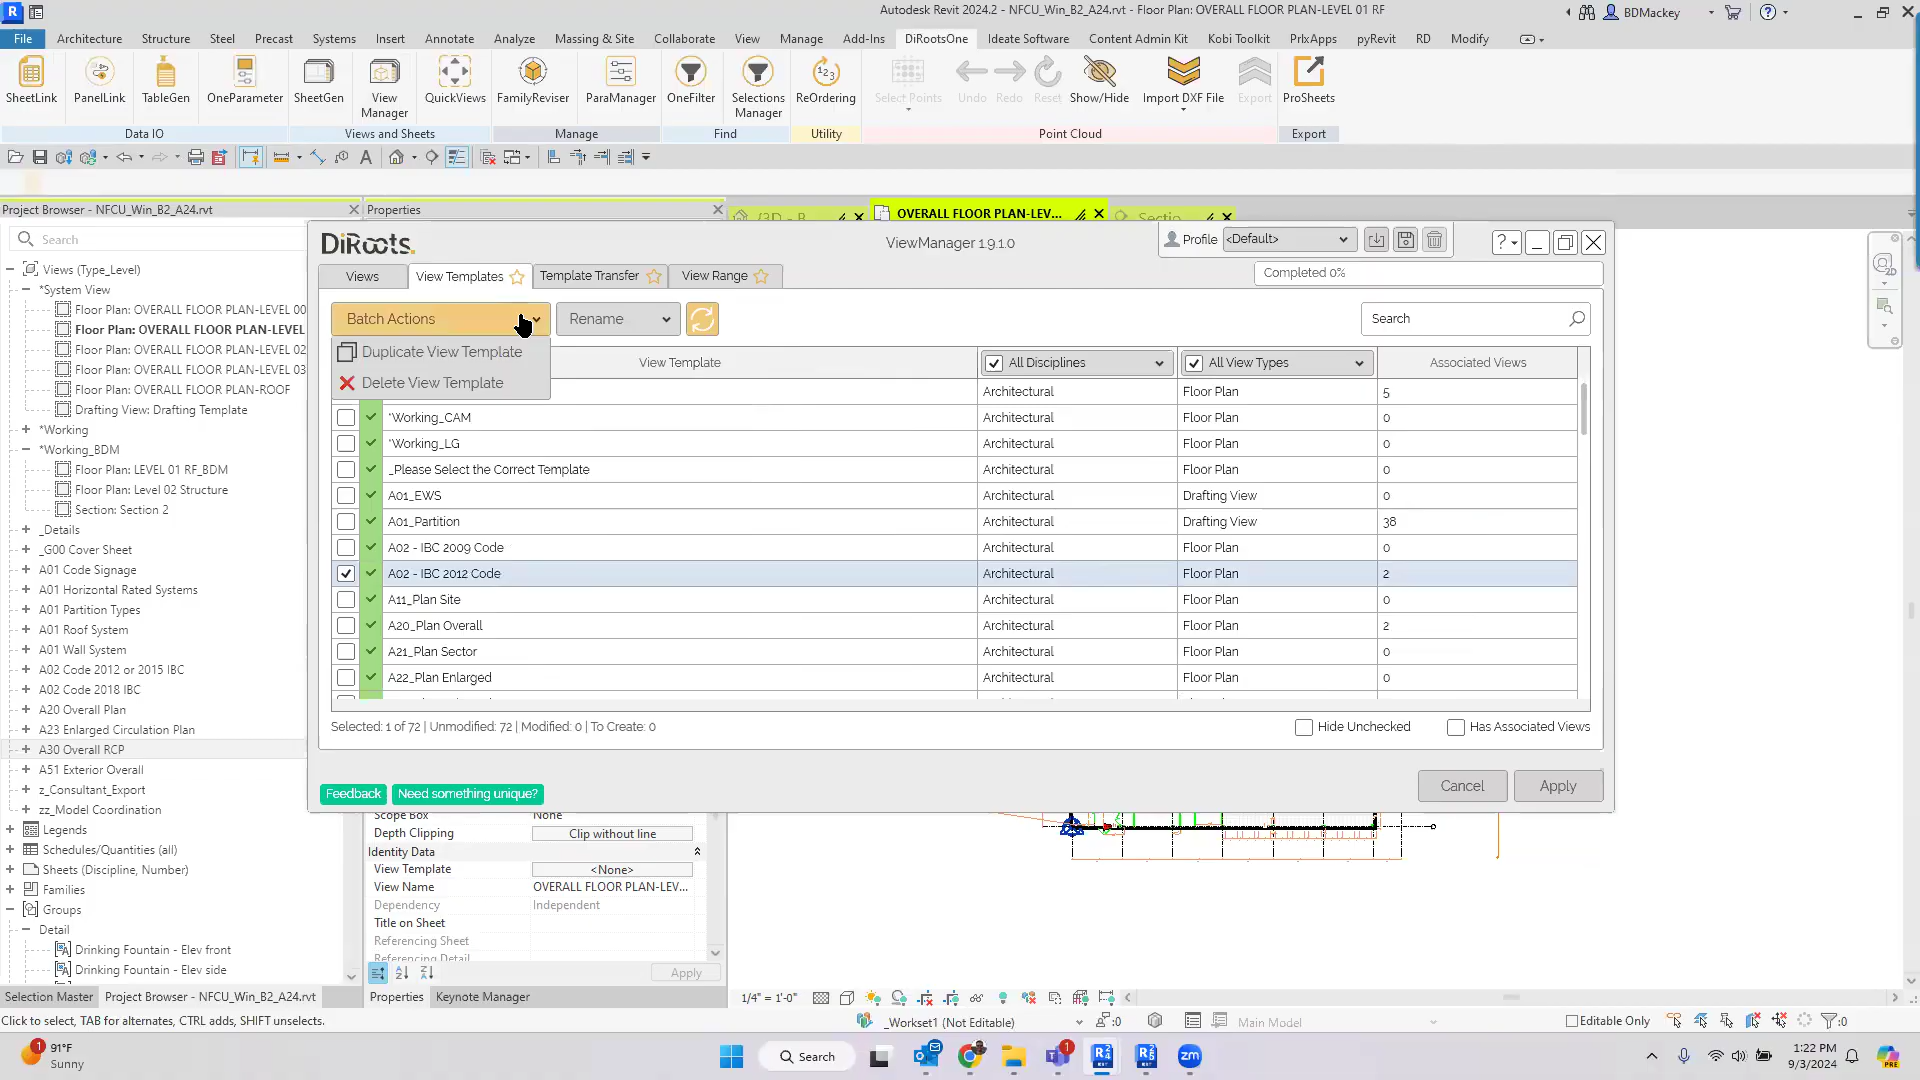 Autodesk Revit 2024.2 - NFCU_Win_B2_A24.rvt - Floor Plan: OVERALL FLOOR PLAN-LEVEL 01 RF
BDMackey
File Architecture Structure Steel Precast Systems Insert Annotate Analyze Massing & Site Collaborate View Manage Add-Ins DiRootsOne Ideate Software Content Admin Kit Kobi Toolkit PrlxApps pyRevit RD Modify
SheetLink PanelLink TableGen OneParameter SheetGen View Manager QuickViews FamilyReviser ParaManager OneFilter Selections Manager ReOrdering Select Points Undo Redo Reset Show/Hide Import DXF File Export ProSheets
Data IO Views and Sheets Manage Find Utility Point Cloud Export
Project Browser - NFCU_Win_B2_A24.rvt
Properties
OVERALL FLOOR PLAN-LEV...
Search
Views (Type_Level)
*System View
Floor Plan: OVERALL FLOOR PLAN-LEVEL 00
Floor Plan: OVERALL FLOOR PLAN-LEVEL
Floor Plan: OVERALL FLOOR PLAN-LEVEL 02
Floor Plan: OVERALL FLOOR PLAN-LEVEL 03
Floor Plan: OVERALL FLOOR PLAN-ROOF
Drafting View: Drafting Template
*Working
*Working_BDM
Floor Plan: LEVEL 01 RF_BDM
Floor Plan: Level 02 Structure
Section: Section 2
_Details
_G00 Cover Sheet
A01 Code Signage
A01 Horizontal Rated Systems
A01 Partition Types
A01 Roof System
A01 Wall System
A02 Code 2012 or 2015 IBC
A02 Code 2018 IBC
A20 Overall Plan
A23 Enlarged Circulation Plan
A30 Overall RCP
A51 Exterior Overall
z_Consultant_Export
zz_Model Coordination
Legends
Schedules/Quantities (all)
Sheets (Discipline, Number)
Families
Groups
Detail
Drinking Fountain - Elev front
Drinking Fountain - Elev side
DiRoots.
ViewManager 1.9.1.0
Profile <Default>
Views View Templates Template Transfer View Range
Completed 0%
Batch Actions Rename Search
Duplicate View Template
Delete View Template
View Template All Disciplines All View Types Associated Views
Architectural Floor Plan 5
*Working_CAM Architectural Floor Plan 0
*Working_LG Architectural Floor Plan 0
_Please Select the Correct Template Architectural Floor Plan 0
A01_EWS Architectural Drafting View 0
A01_Partition Architectural Drafting View 38
A02 - IBC 2009 Code Architectural Floor Plan 0
A02 - IBC 2012 Code Architectural Floor Plan 2
A11_Plan Site Architectural Floor Plan 0
A20_Plan Overall Architectural Floor Plan 2
A21_Plan Sector Architectural Floor Plan 0
A22_Plan Enlarged Architectural Floor Plan 0
Selected: 1 of 72 | Unmodified: 72 | Modified: 0 | To Create: 0
Hide Unchecked Has Associated Views
Cancel Apply
Feedback Need something unique?
Scope Box None
Depth Clipping Clip without line
Identity Data
View Template <None>
View Name OVERALL FLOOR PLAN-LEV...
Dependency Independent
Title on Sheet
Referencing Sheet
Referencing Detail
Apply
Selection Master Project Browser - NFCU_Win_B2_A24.rvt Properties Keynote Manager
1/4" = 1'-0"
Click to select, TAB for alternates, CTRL adds, SHIFT unselects.
_Workset1 (Not Editable) :0 Main Model Editable Only :0
91°F
Sunny
Search
1:22 PM
9/3/2024